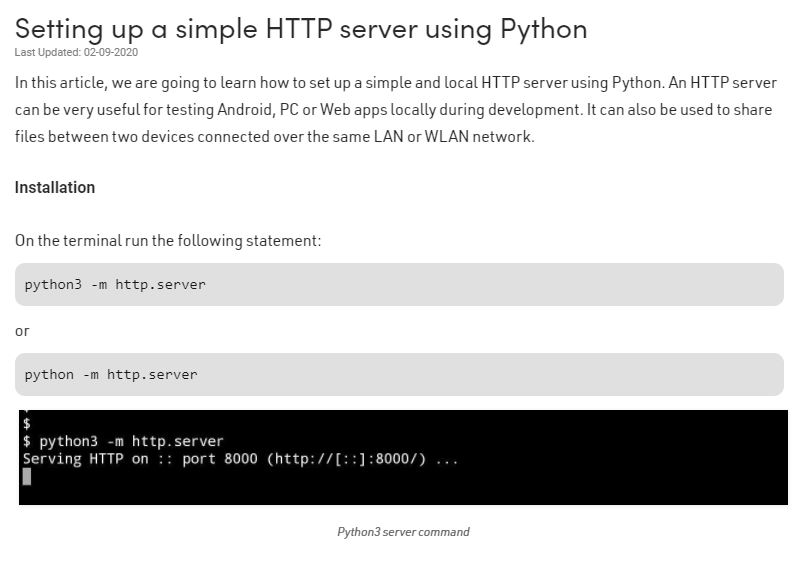 Setting up a simple HTTP server using Python
Last Updated: 02-09-2020
In this article, we are going to learn how to set up a simple and local HTTP server using Python. An HTTP server
can be very useful for testing Android, PC or Web apps locally during development. It can also be used to share
files between two devices connected over the same LAN or WLAN network.
Installation
On the terminal run the following statement:
python3 -m http.server
or
python -m http.server
$
$ python3 -m http.server
Serving HTTP on :: port 8000 (http://[::]:8000/) ...
Python3 server command